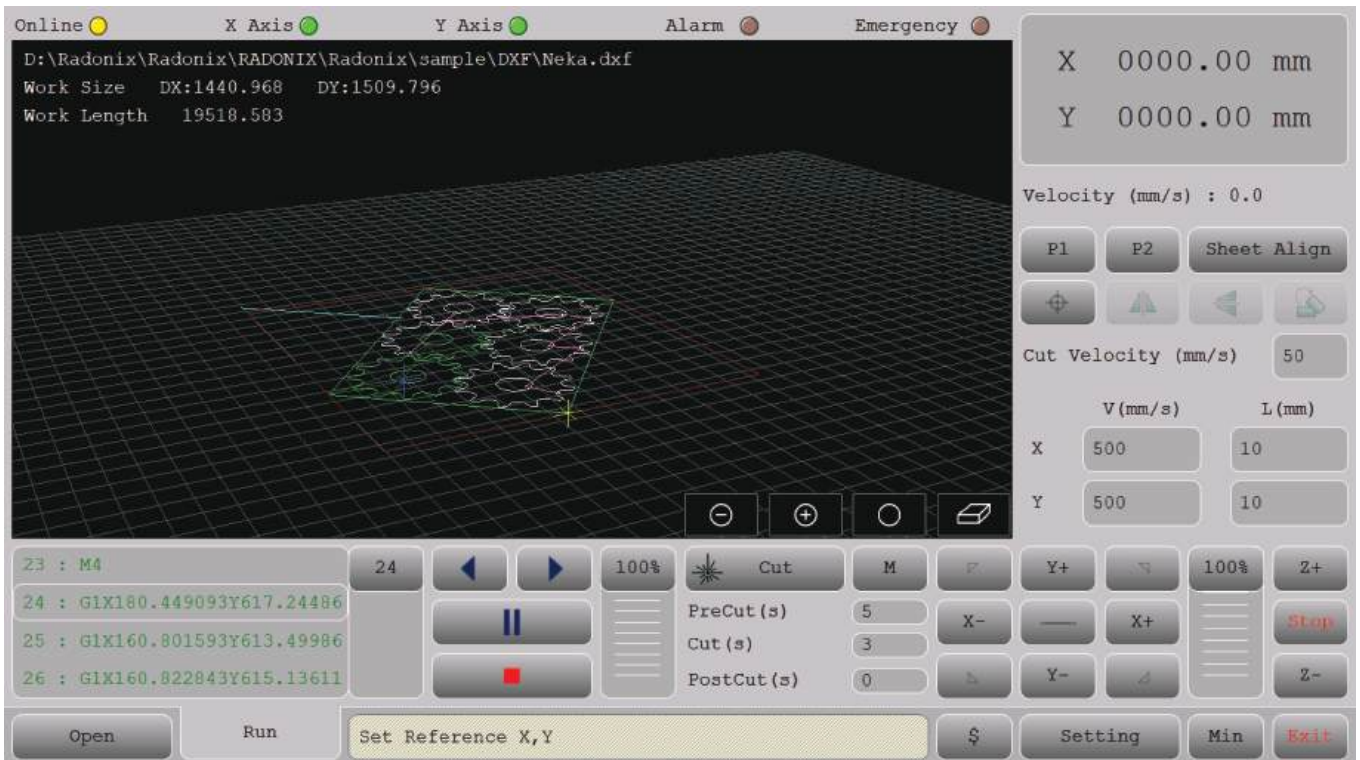 Online X Axis Y Axis Alarm Emergency
D:\Radonix\Radonix\RADONIX\Radonix\sample\DXF\Neka.dxf
Work Size DX:1440.968 DY:1509.796
Work Length 19518.583
X 0000.00 mm
Y 0000.00 mm
Velocity (mm/s) : 0.0
P1 P2 Sheet Align
Cut Velocity (mm/s) 50
V(mm/s) L(mm)
X 500 10
Y 500 10
23 : M4
24 : G1X180.449093Y617.24486
25 : G1X160.801593Y613.49986
26 : G1X160.822843Y615.13611
24
100%
Cut M
PreCut(s) 5
Cut(s) 3
PostCut(s) 0
Y+ 100% Z+
X- X+ Stop
Y- Z-
Open Run Set Reference X,Y $ Setting Min Exit